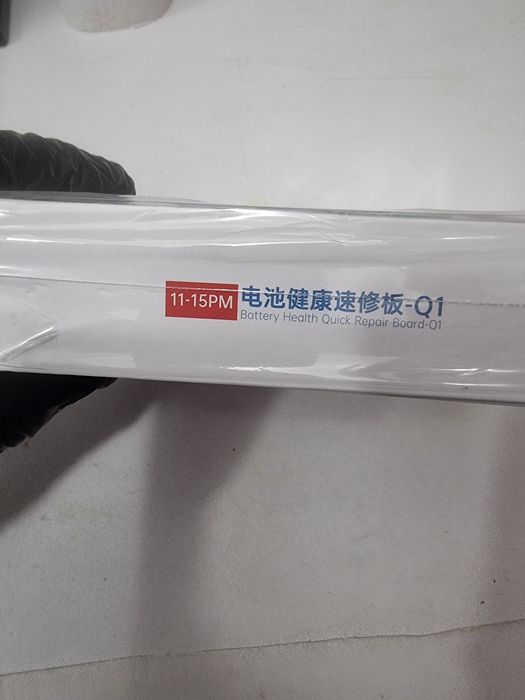 11-15PM 电池健康速修板-Q1
Battery Health Quick Repair Board-Q1